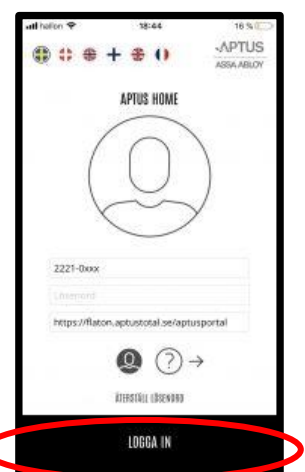 hallon 18:44 16 %
APTUS
ASSA ABLOY
APTUS HOME
2221-0xxx
Lösenord
https://flaton.aptustotal.se/aptusportal
?
ÅTERSTÄLL LÖSENORD
LOGGA IN